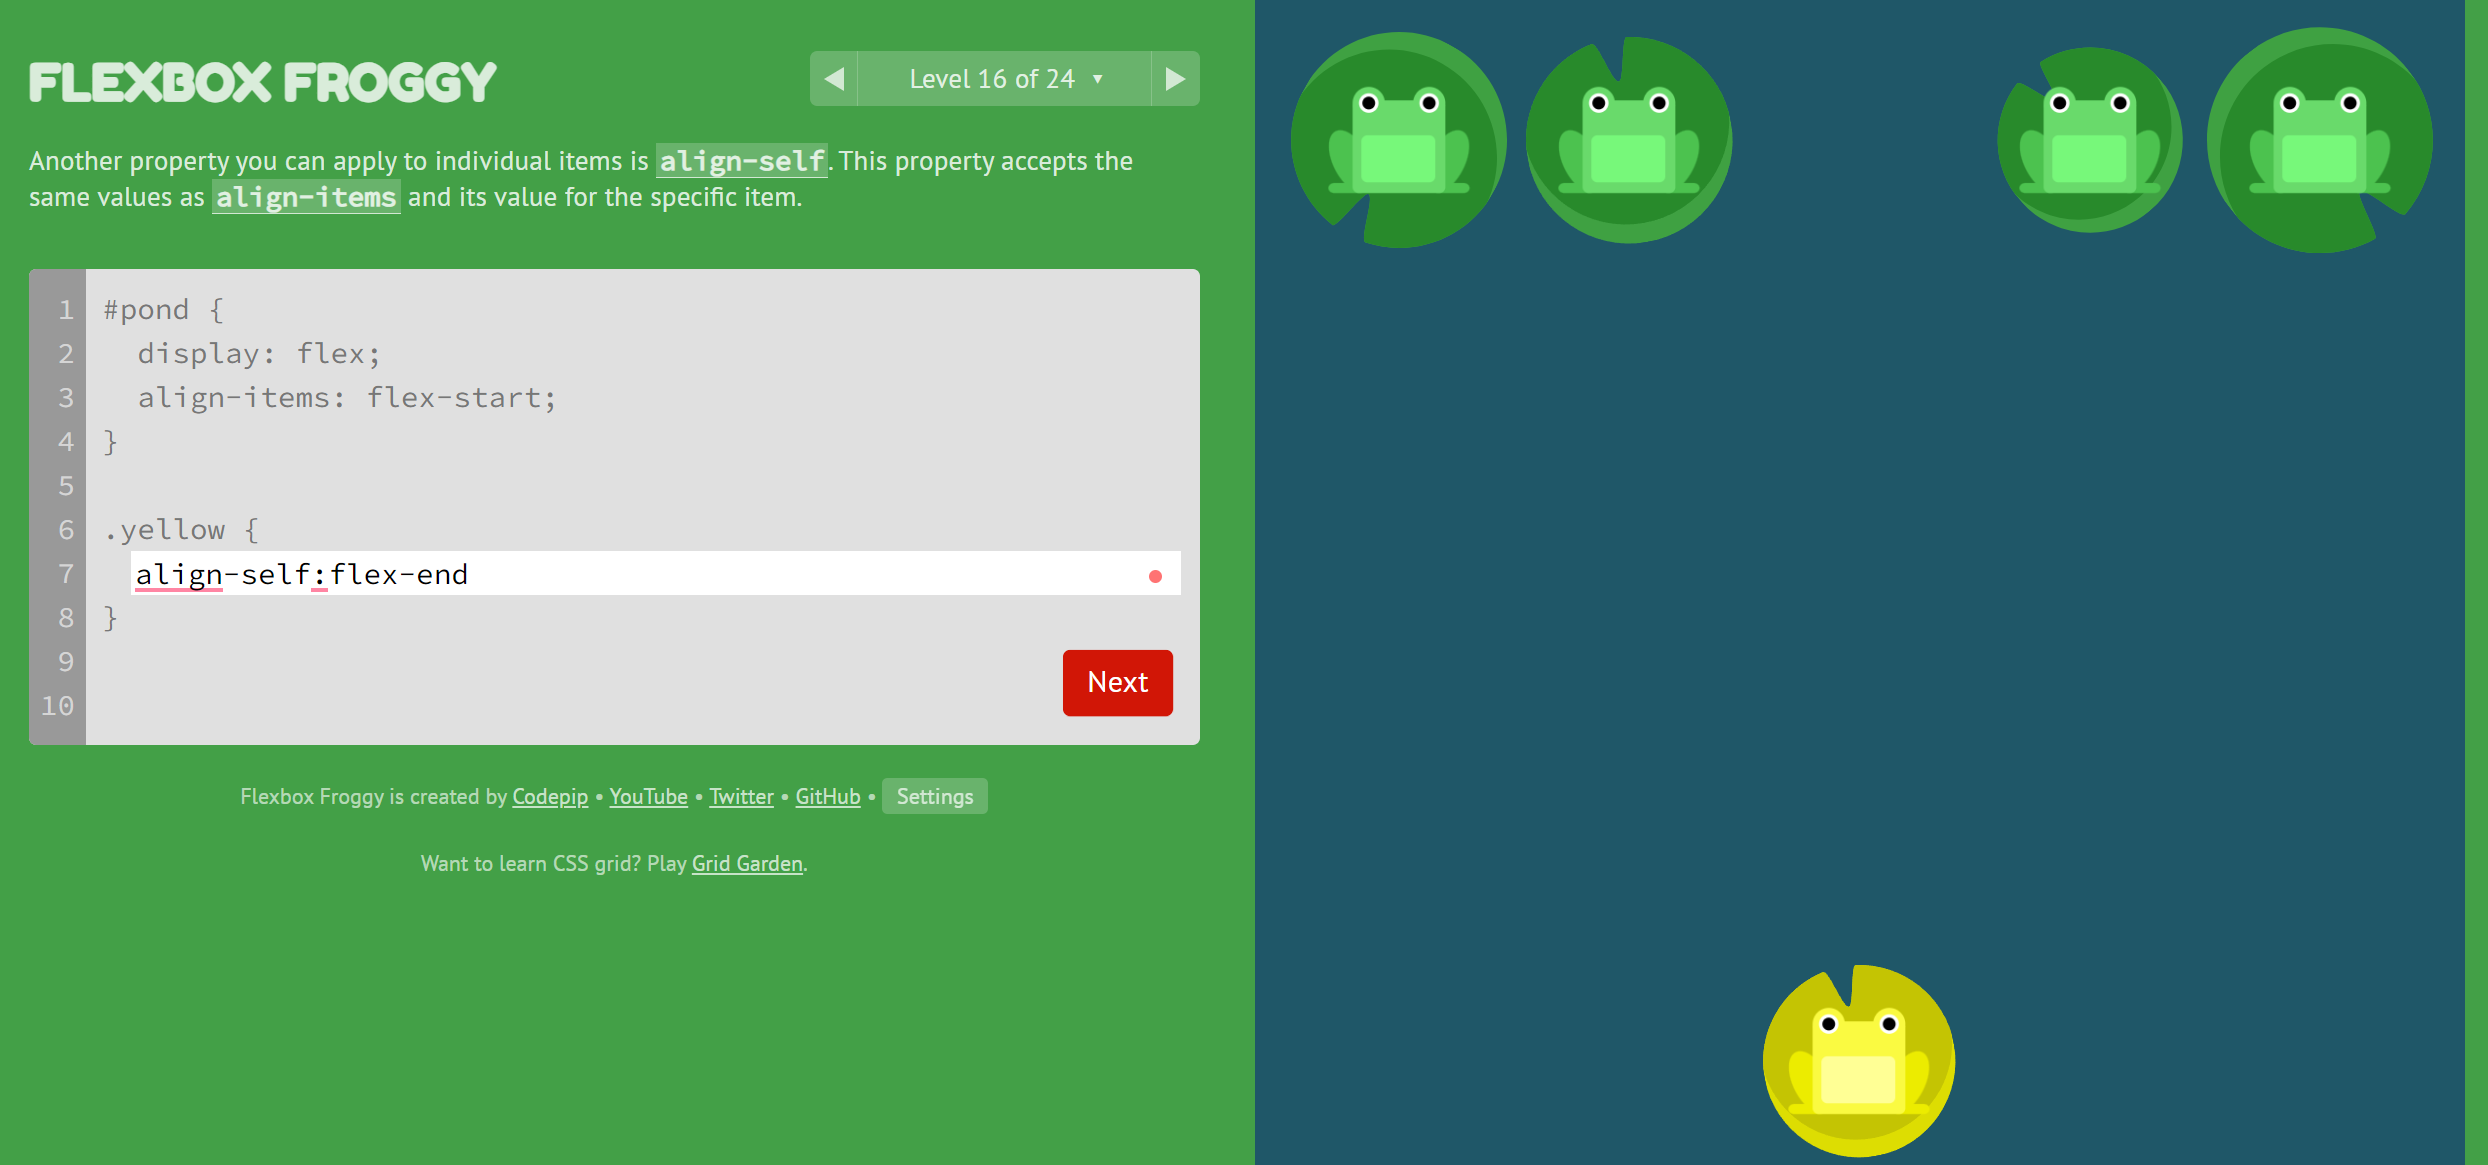 FLEXBOX FROGGY
Level 16 of 24 ▼
Another property you can apply to individual items is align-self. This property accepts the
same values as align-items and its value for the specific item.
1 #pond {
2 display: flex;
3 align-items: flex-start;
4 }
5
6 .yellow {
7 align-self:flex-end
8 }
9
10
Next
Flexbox Froggy is created by Codepip • YouTube • Twitter • GitHub • Settings
Want to learn CSS grid? Play Grid Garden.